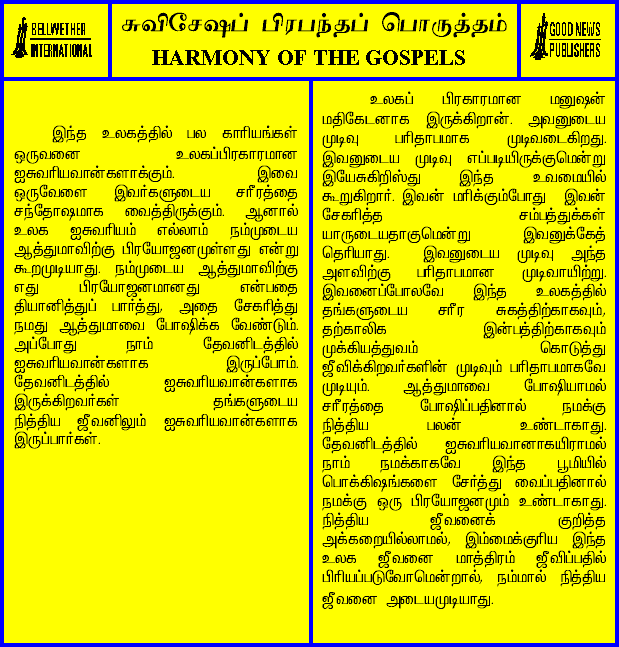 BELLWETHER
INTERNATIONAL
சுவிசேஷப் பிரபந்தப் பொருத்தம்
HARMONY OF THE GOSPELS
GOOD NEWS
PUBLISHERS
இந்த உலகத்தில் பல காரியங்கள்
ஒருவனை உலகப்பிரகாரமான
ஐசுவரியவான்களாக்கும். இவை
ஒருவேளை இவர்களுடைய சரீரத்தை
சந்தோஷமாக வைத்திருக்கும். ஆனால்
உலக ஐசுவரியம் எல்லாம் நம்முடைய
ஆத்துமாவிற்கு பிரயோஜனமுள்ளது என்று
கூறமுடியாது. நம்முடைய ஆத்துமாவிற்கு
எது பிரயோஜனமானது என்பதை
தியானித்துப் பார்த்து, அதை சேகரித்து
நமது ஆத்துமாவை போஷிக்க வேண்டும்.
அப்போது நாம் தேவனிடத்தில்
ஐசுவரியவான்களாக இருப்போம்.
தேவனிடத்தில் ஐசுவரியவான்களாக
இருக்கிறவர்கள் தங்களுடைய
நித்திய ஜீவனிலும் ஐசுவரியவான்களாக
இருப்பார்கள்.
உலகப் பிரகாரமான மனுஷன்
மதிகேடனாக இருக்கிறான். அவனுடைய
முடிவு பரிதாபமாக முடிவடைகிறது.
இவனுடைய முடிவு எப்படியிருக்குமென்று
இயேசுகிறிஸ்து இந்த உவமையில்
கூறுகிறார். இவன் மரிக்கும்போது இவன்
சேகரித்த சம்பத்துக்கள்
யாருடையதாகுமென்று இவனுக்கேத்
தெரியாது. இவனுடைய முடிவு அந்த
அளவிற்கு பரிதாபமான முடிவாயிற்று.
இவனைப்போலவே இந்த உலகத்தில்
தங்களுடைய சரீர சுகத்திற்காகவும்,
தற்காலிக இன்பத்திற்காகவும்
முக்கியத்துவம் கொடுத்து
ஜீவிக்கிறவர்களின் முடிவும் பரிதாபமாகவே
முடியும். ஆத்துமாவை போஷியாமல்
சரீரத்தை போஷிப்பதினால் நமக்கு
நித்திய பலன் உண்டாகாது.
தேவனிடத்தில் ஐசுவரியவானாகயிராமல்
நாம் நமக்காகவே இந்த பூமியில்
பொக்கிஷங்களை சேர்த்து வைப்பதினால்
நமக்கு ஒரு பிரயோஜனமும் உண்டாகாது.
நித்திய ஜீவனைக் குறித்த
அக்கறையில்லாமல், இம்மைக்குரிய இந்த
உலக ஜீவனை மாத்திரம் ஜீவிப்பதில்
பிரியப்படுவோமென்றால், நம்மால் நித்திய
ஜீவனை அடையமுடியாது.